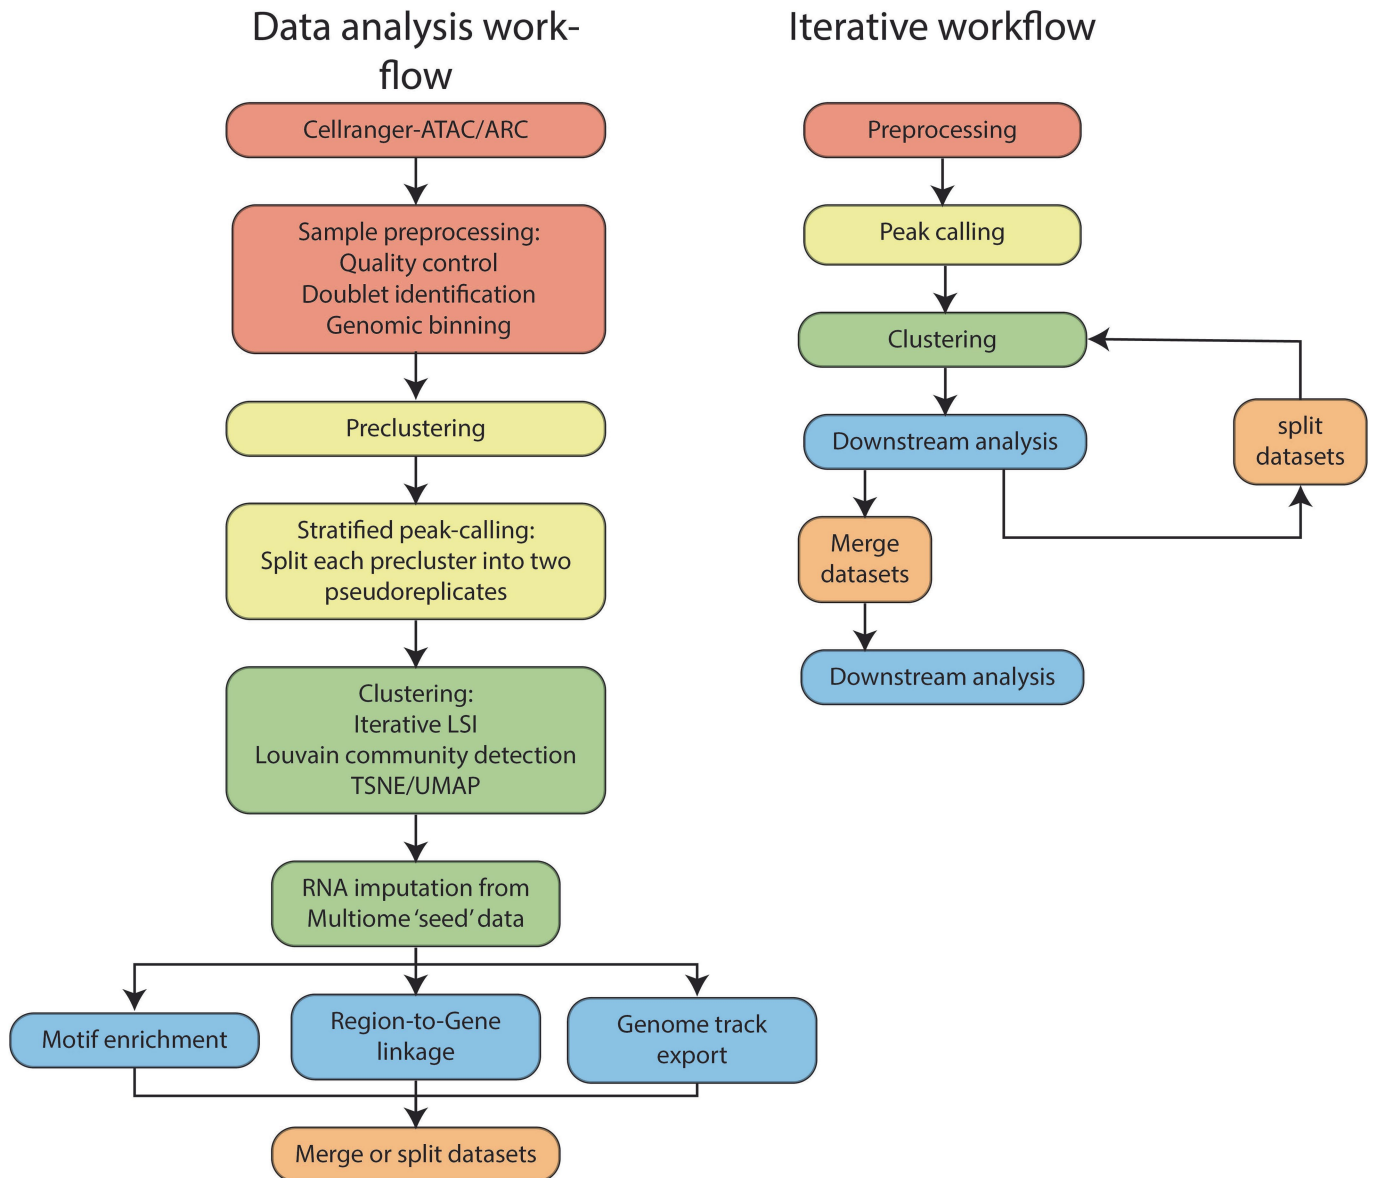 Data analysis work-
flow
Cellranger-ATAC/ARC
Sample preprocessing:
Quality control
Doublet identification
Genomic binning
Preclustering
Stratified peak-calling:
Split each precluster into two
pseudoreplicates
Clustering:
Iterative LSI
Louvain community detection
TSNE/UMAP
RNA imputation from
Multiome ‘seed’ data
Motif enrichment
Region-to-Gene
linkage
Genome track
export
Merge or split datasets
Iterative workflow
Preprocessing
Peak calling
Clustering
Downstream analysis
split
datasets
Merge
datasets
Downstream analysis